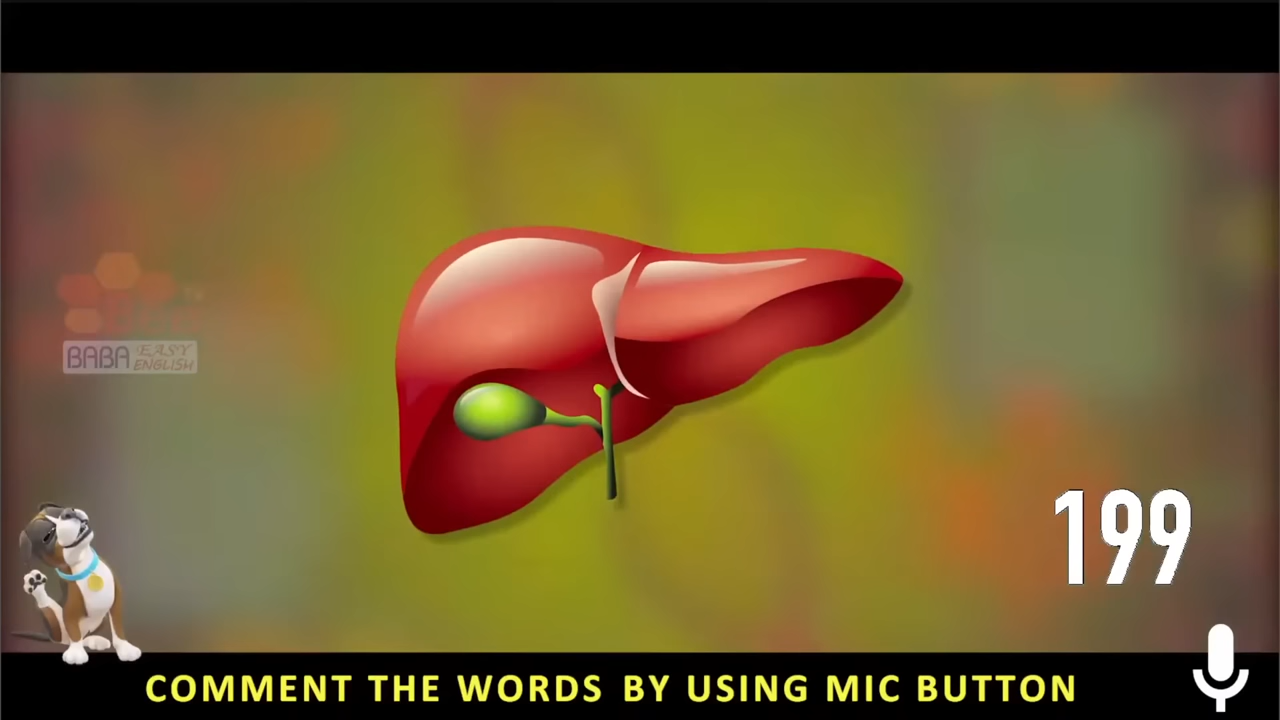 BABA EASY
ENGLISH
199
COMMENT THE WORDS BY USING MIC BUTTON